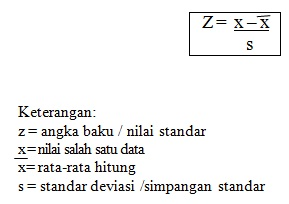 Z = x – x̅
s
Keterangan:
z = angka baku / nilai standar
x= nilai salah satu data
x̅= rata-rata hitung
s = standar deviasi /simpangan standar